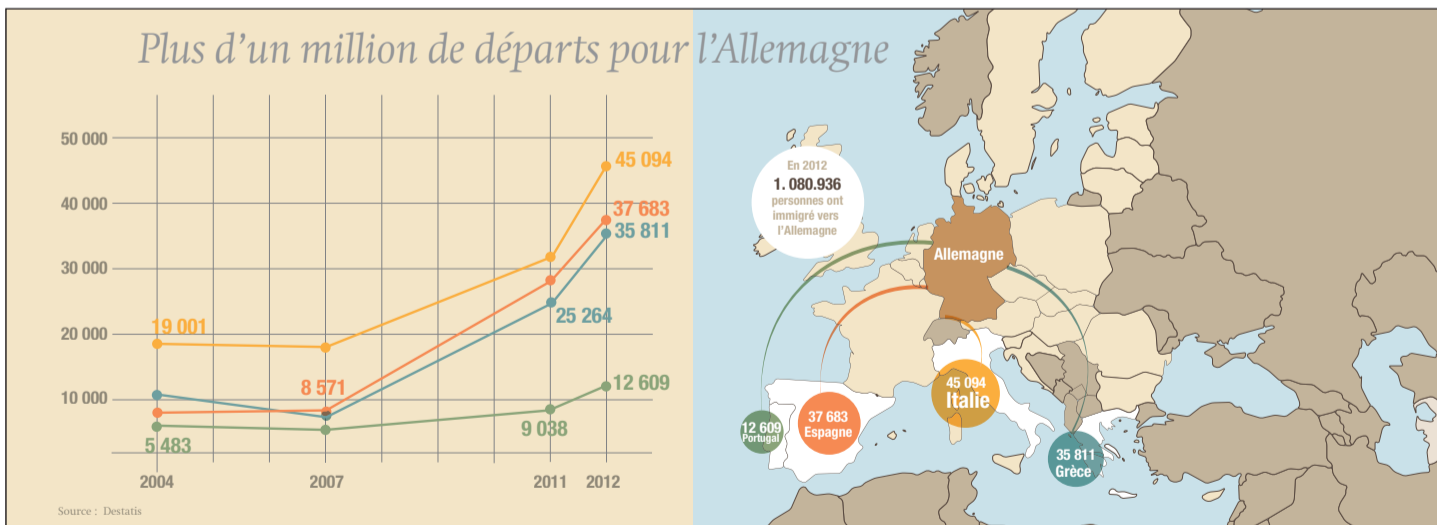 Plus d'un million de départs pour l'Allemagne
50 000
40 000
30 000
20 000
10 000
45 094
37 683
35 811
25 264
19 001
8 571
12 609
9 038
5 483
2004
2007
2011
2012
Source : Destatis
En 2012
1. 080.936
personnes ont
immigré vers
l'Allemagne
Allemagne
45 094
Italie
37 683
Espagne
12 609
Portugal
35 811
Grèce